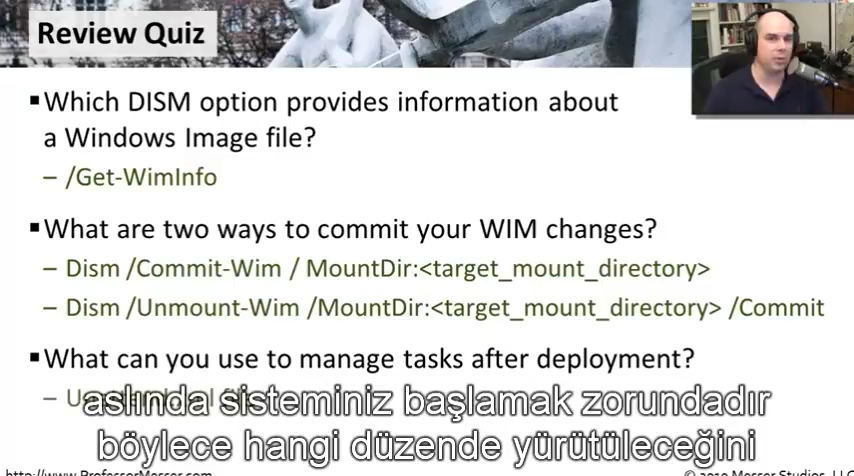 Review Quiz
▪Which DISM option provides information about
a Windows Image file?
– /Get-WimInfo
▪What are two ways to commit your WIM changes?
– Dism /Commit-Wim / MountDir:<target_mount_directory>
– Dism /Unmount-Wim /MountDir:<target_mount_directory> /Commit
▪What can you use to manage tasks after deployment?
aslında sisteminiz başlamak zorundadır
böylece hangi düzende yürütüleceğini
http://www.ProfessorMesser.com
Messer Studios, LLC